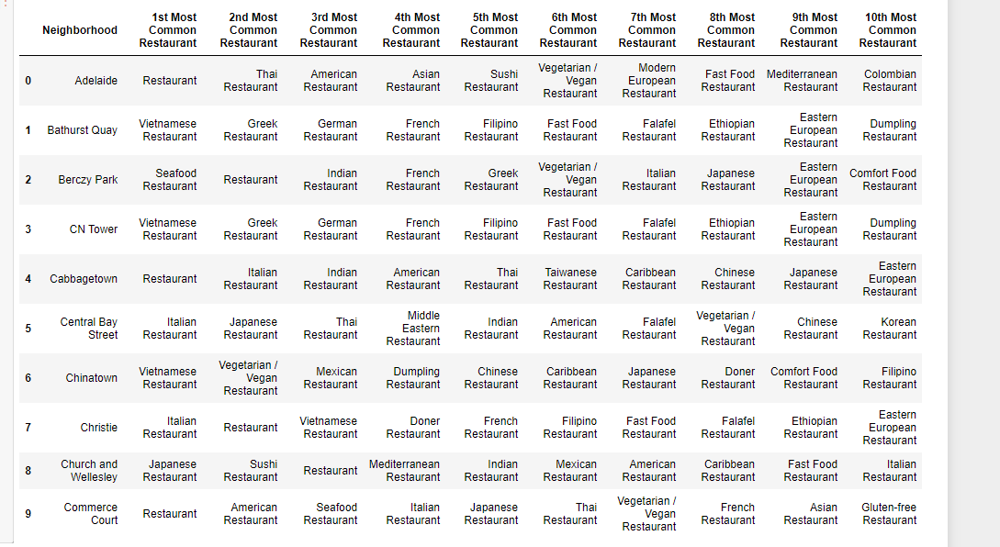 Neighborhood 1st Most Common Restaurant 2nd Most Common Restaurant 3rd Most Common Restaurant 4th Most Common Restaurant 5th Most Common Restaurant 6th Most Common Restaurant 7th Most Common Restaurant 8th Most Common Restaurant 9th Most Common Restaurant 10th Most Common Restaurant
0 Adelaide Restaurant Thai Restaurant American Restaurant Asian Restaurant Sushi Restaurant Vegetarian / Vegan Restaurant Modern European Restaurant Fast Food Restaurant Mediterranean Restaurant Colombian Restaurant
1 Bathurst Quay Vietnamese Restaurant Greek Restaurant German Restaurant French Restaurant Filipino Restaurant Fast Food Restaurant Falafel Restaurant Ethiopian Restaurant Eastern European Restaurant Dumpling Restaurant
2 Berczy Park Seafood Restaurant Restaurant Indian Restaurant French Restaurant Greek Restaurant Vegetarian / Vegan Restaurant Italian Restaurant Japanese Restaurant Eastern European Restaurant Comfort Food Restaurant
3 CN Tower Vietnamese Restaurant Greek Restaurant German Restaurant French Restaurant Filipino Restaurant Fast Food Restaurant Falafel Restaurant Ethiopian Restaurant Eastern European Restaurant Dumpling Restaurant
4 Cabbagetown Restaurant Italian Restaurant Indian Restaurant American Restaurant Thai Restaurant Taiwanese Restaurant Caribbean Restaurant Chinese Restaurant Japanese Restaurant Eastern European Restaurant
5 Central Bay Street Italian Restaurant Japanese Restaurant Thai Restaurant Middle Eastern Restaurant Indian Restaurant American Restaurant Falafel Restaurant Vegetarian / Vegan Restaurant Chinese Restaurant Korean Restaurant
6 Chinatown Vietnamese Restaurant Vegetarian / Vegan Restaurant Mexican Restaurant Dumpling Restaurant Chinese Restaurant Caribbean Restaurant Japanese Restaurant Doner Restaurant Comfort Food Restaurant Filipino Restaurant
7 Christie Italian Restaurant Restaurant Vietnamese Restaurant Doner Restaurant French Restaurant Filipino Restaurant Fast Food Restaurant Falafel Restaurant Ethiopian Restaurant Eastern European Restaurant
8 Church and Wellesley Japanese Restaurant Sushi Restaurant Restaurant Mediterranean Restaurant Indian Restaurant Mexican Restaurant American Restaurant Caribbean Restaurant Fast Food Restaurant Italian Restaurant
9 Commerce Court Restaurant American Restaurant Seafood Restaurant Italian Restaurant Japanese Restaurant Thai Restaurant Vegetarian / Vegan Restaurant French Restaurant Asian Restaurant Gluten-free Restaurant